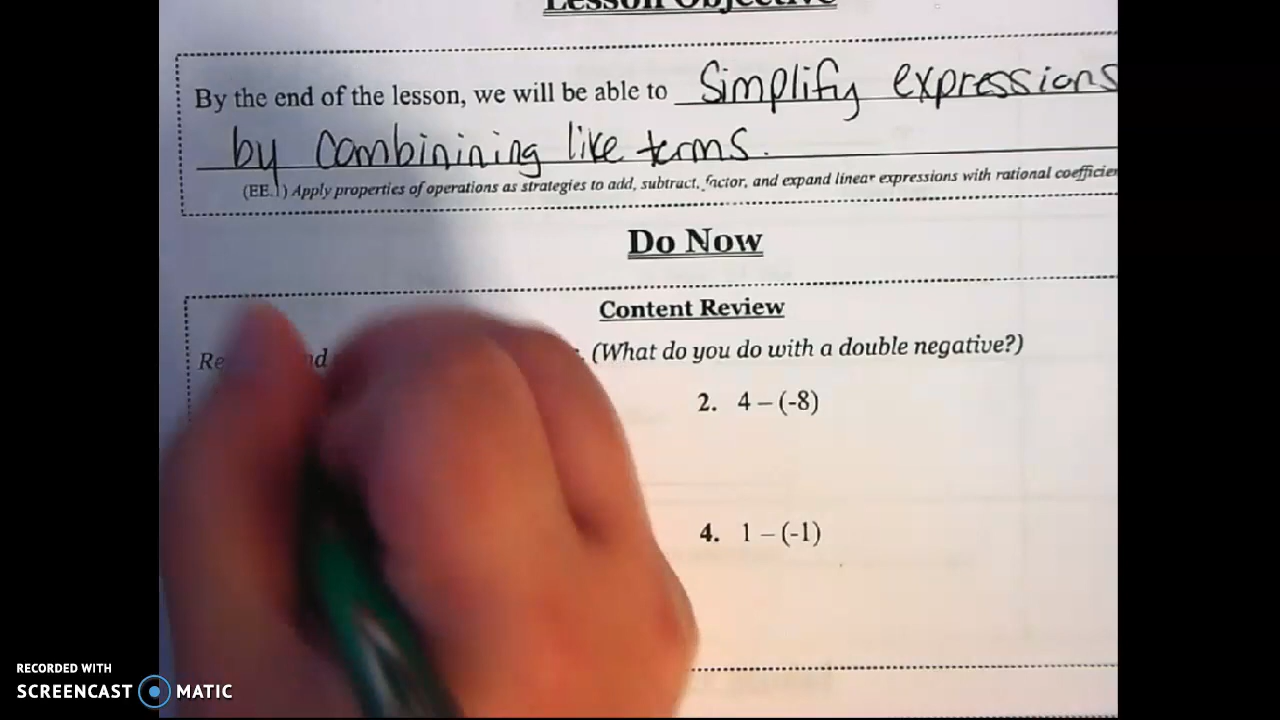 Lesson Objective
By the end of the lesson, we will be able to Simplify expressions
by combinining like terms.
(EE.1) Apply properties of operations as strategies to add, subtract, factor, and expand linear expressions with rational
Do Now
Content Review
(What do you do with a double negative?)
2. 4 – (-8)
4. 1 – (-1)
RECORDED WITH
SCREENCAST MATIC